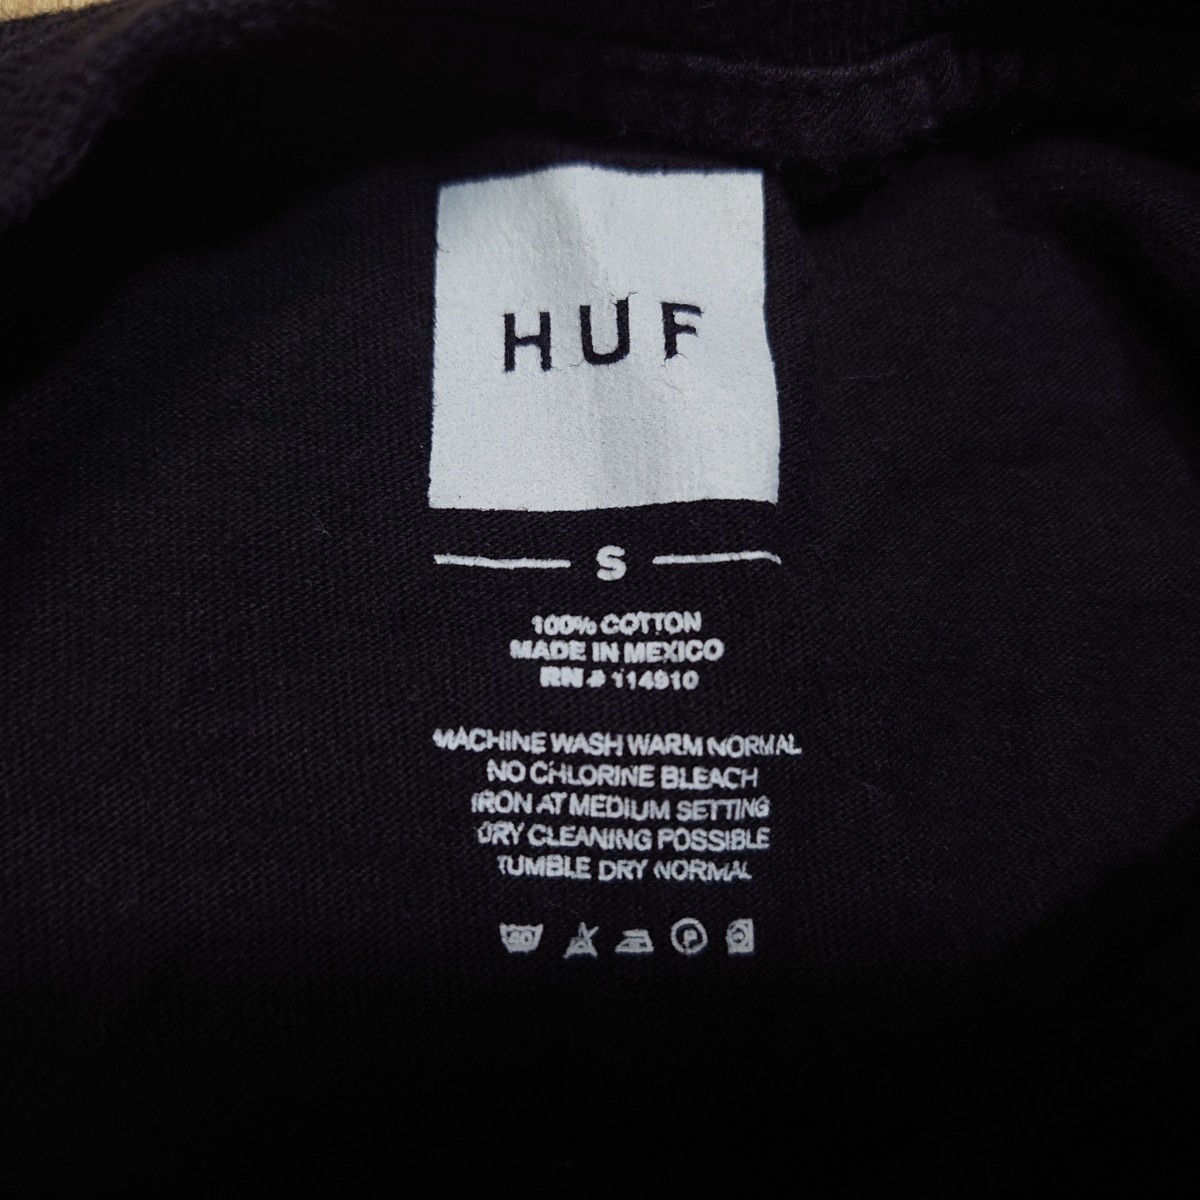 HUF
S
100% COTTON
MADE IN MEXICO
RN # 114910
MACHINE WASH WARM NORMAL
NO CHLORINE BLEACH
IRON AT MEDIUM SETTING
DRY CLEANING POSSIBLE
TUMBLE DRY NORMAL
40 P